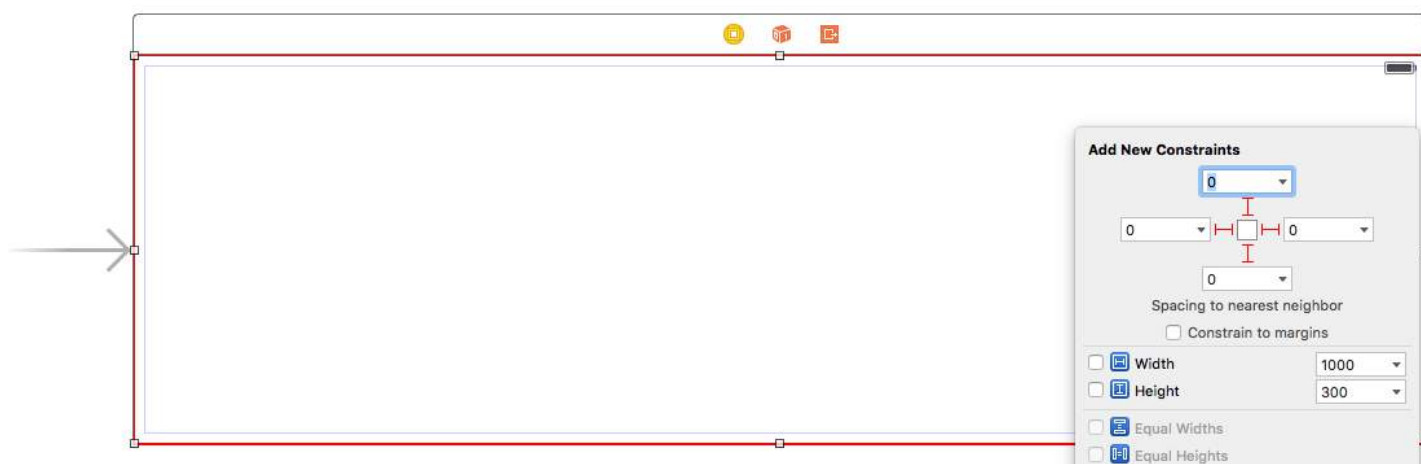 Add New Constraints
0
0 0
0
Spacing to nearest neighbor
Constrain to margins
Width 1000
Height 300
Equal Widths
Equal Heights